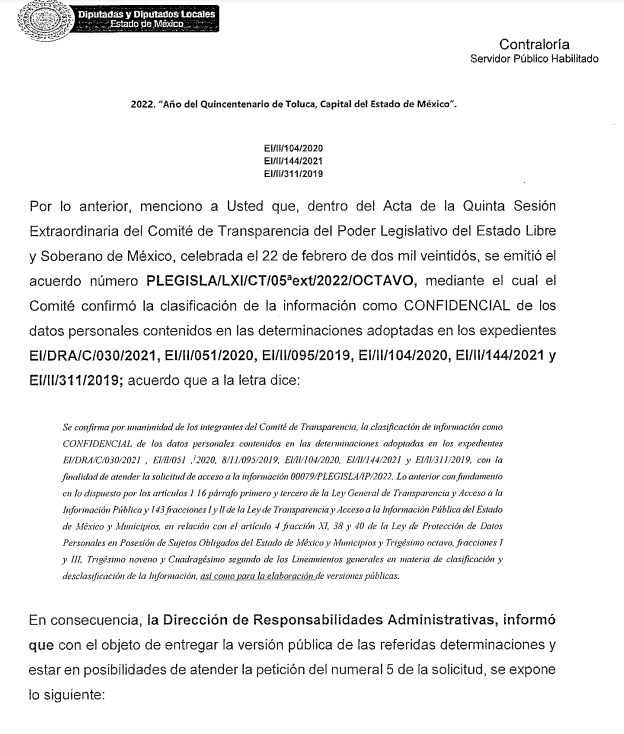 Diputadas y Diputados Locales
Estado de México
Contraloría
Servidor Público Habilitado
2022. “Año del Quincentenario de Toluca, Capital del Estado de México”.
EI/II/104/2020
EI/II/144/2021
EI/II/311/2019
Por lo anterior, menciono a Usted que, dentro del Acta de la Quinta Sesión
Extraordinaria del Comité de Transparencia del Poder Legislativo del Estado Libre
y Soberano de México, celebrada el 22 de febrero de dos mil veintidós, se emitió el
acuerdo número PLEGISLA/LXI/CT/05ªext/2022/OCTAVO, mediante el cual el
Comité confirmó la clasificación de la información como CONFIDENCIAL de los
datos personales contenidos en las determinaciones adoptadas en los expedientes
EI/DRA/C/030/2021, EI/II/051/2020, EI/II/095/2019, EI/II/104/2020, EI/II/144/2021 y
EI/II/311/2019; acuerdo que a la letra dice:
Se confirma por unanimidad de los integrantes del Comité de Transparencia, la clasificación de información como
CONFIDENCIAL de los datos personales contenidos en las determinaciones adoptadas en los expedientes
EI/DRA/C/030/2021 , EI/II/051 ,¹2020, 8/11/095/2019, EI/II/104/2020, EI/II/144/2021 y EI/II/311/2019, con la
finalidad de atender la solicitud de acceso a la información 00079/PLEGISLA/IP/2022. Lo anterior con fundamento
en lo dispuesto por los artículos 1 16 párrafo primero y tercero de la Ley General de Transparencia y Acceso a la
Información Pública y 143 fracciones I y II de la Ley de Transparencia y Acceso a la Información Pública del Estado
de México y Municipios, en relación con el artículo 4 fracción XI, 38 y 40 de la Ley de Protección de Datos
Personales en Posesión de Sujetos Obligados del Estado de México y Municipios y Trigésimo octavo, fracciones I
y III, Trigésimo noveno y Cuadragésimo segundo de los Lineamientos generales en materia de clasificación y
desclasificación de la Información, así como para la elaboración de versiones públicas.
En consecuencia, la Dirección de Responsabilidades Administrativas, informó
que con el objeto de entregar la versión pública de las referidas determinaciones y
estar en posibilidades de atender la petición del numeral 5 de la solicitud, se expone
lo siguiente: